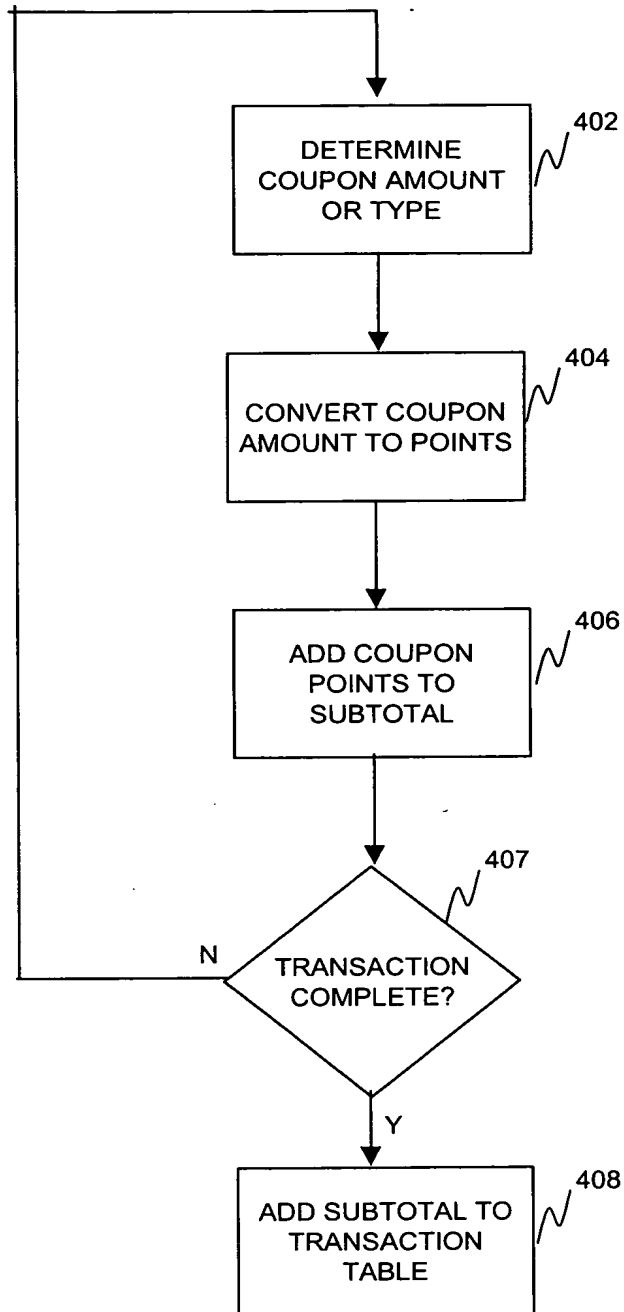 402
DETERMINE
COUPON AMOUNT
OR TYPE
404
CONVERT COUPON
AMOUNT TO POINTS
406
ADD COUPON
POINTS TO
SUBTOTAL
407
N
TRANSACTION
COMPLETE?
Y
408
ADD SUBTOTAL TO
TRANSACTION
TABLE